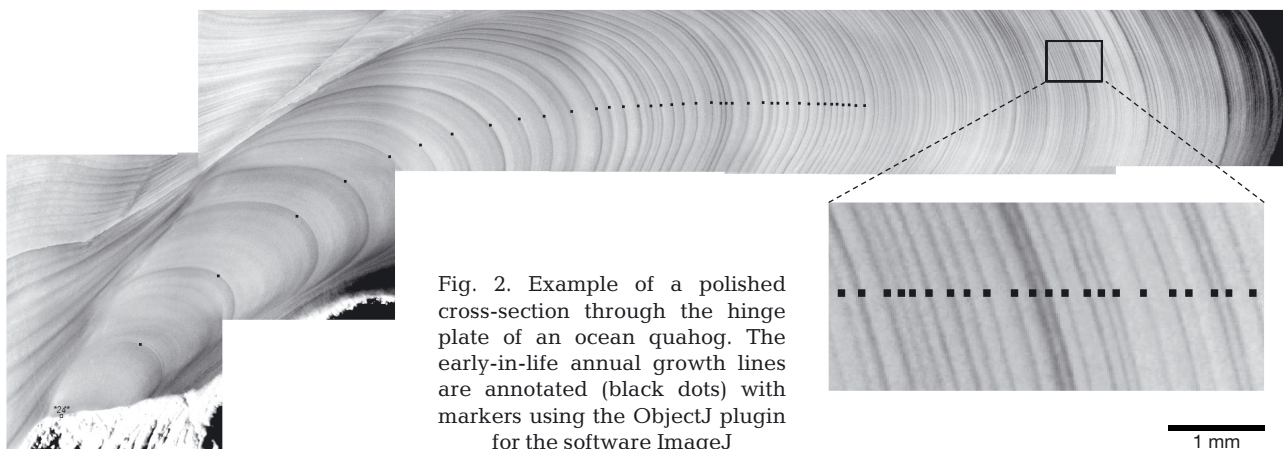 "24"
Fig. 2. Example of a polished
cross-section through the hinge
plate of an ocean quahog. The
early-in-life annual growth lines
are annotated (black dots) with
markers using the ObjectJ plugin
for the software ImageJ
1 mm